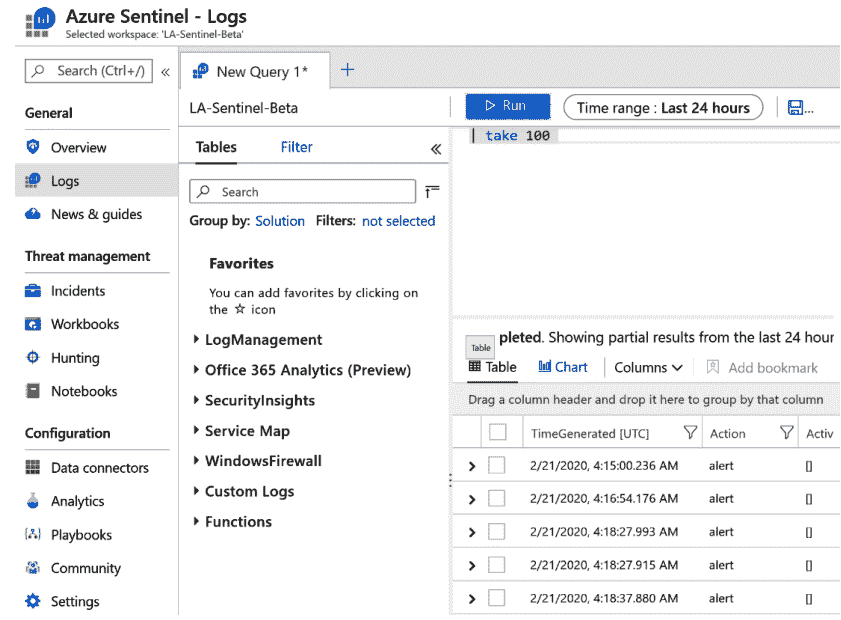 Azure Sentinel - Logs
Selected workspace: 'LA-Sentinel-Beta'
Search (Ctrl+/) «
General
Overview
Logs
News & guides
Threat management
Incidents
Workbooks
Hunting
Notebooks
Configuration
Data connectors
Analytics
Playbooks
Community
Settings
New Query 1* +
LA-Sentinel-Beta
Run Time range : Last 24 hours ...
Tables Filter «
Search
Group by: Solution Filters: not selected
Favorites
You can add favorites by clicking on
the ☆ icon
LogManagement
Office 365 Analytics (Preview)
SecurityInsights
Service Map
WindowsFirewall
Custom Logs
Functions
| take 100
pleted. Showing partial results from the last 24 hour
Table
Table Chart Columns Add bookmark
Drag a column header and drop it here to group by that column
TimeGenerated [UTC] Action Activ
2/21/2020, 4:15:00.236 AM alert []
2/21/2020, 4:16:54.176 AM alert []
2/21/2020, 4:18:27.993 AM alert []
2/21/2020, 4:18:27.915 AM alert []
2/21/2020, 4:18:37.880 AM alert []